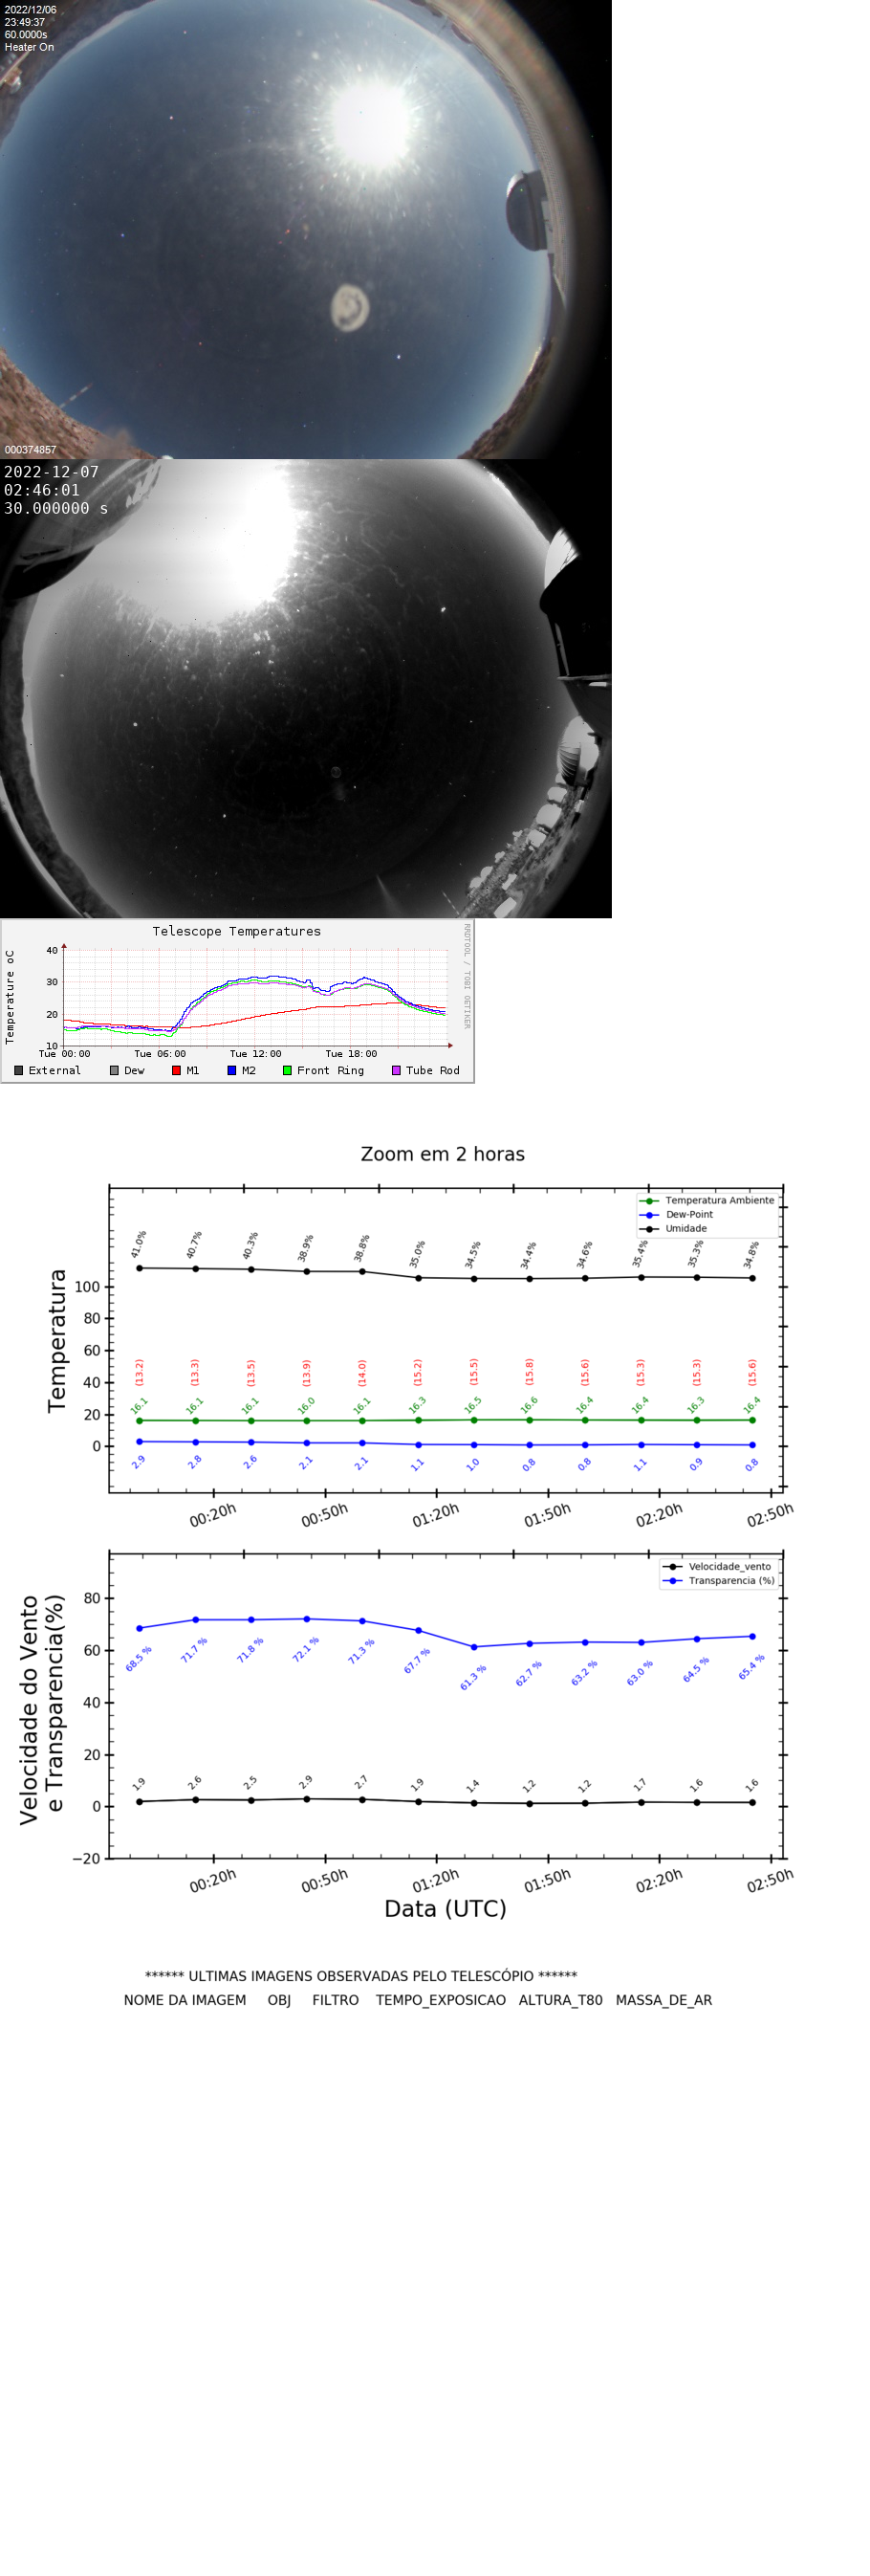 2022/12/06
23:49:37
60.0000s
Heater On
000374857
2022-12-07
02:46:01
30.000000 s
Telescope Temperatures
RRDTOOL / TOBI OETIKER
Temperature oC
40
30
20
10
Tue 00:00 Tue 06:00 Tue 12:00 Tue 18:00
External Dew M1 M2 Front Ring Tube Rod
Zoom em 2 horas
Temperatura Ambiente
Dew-Point
Umidade
Temperatura
100
80
60
40
20
0
41.0% 40.7% 40.3% 38.9% 38.8% 35.0% 34.5% 34.4% 34.6% 35.4% 35.3% 34.8%
(13.2) (13.3) (13.5) (13.9) (14.0) (15.2) (15.5) (15.8) (15.6) (15.3) (15.3) (15.6)
16.1 16.1 16.1 16.0 16.1 16.3 16.5 16.6 16.4 16.4 16.3 16.4
2.9 2.8 2.6 2.1 2.1 1.1 1.0 0.8 0.8 1.1 0.9 0.8
00:20h 00:50h 01:20h 01:50h 02:20h 02:50h
Velocidade_vento
Transparencia (%)
Velocidade do Vento
e Transparencia(%)
80
60
40
20
0
−20
68.5 % 71.7 % 71.8 % 72.1 % 71.3 % 67.7 % 61.3 % 62.7 % 63.2 % 63.0 % 64.5 % 65.4 %
1.9 2.6 2.5 2.9 2.7 1.9 1.4 1.2 1.2 1.7 1.6 1.6
00:20h 00:50h 01:20h 01:50h 02:20h 02:50h
Data (UTC)
****** ULTIMAS IMAGENS OBSERVADAS PELO TELESCÓPIO ******
NOME DA IMAGEM OBJ FILTRO TEMPO_EXPOSICAO ALTURA_T80 MASSA_DE_AR